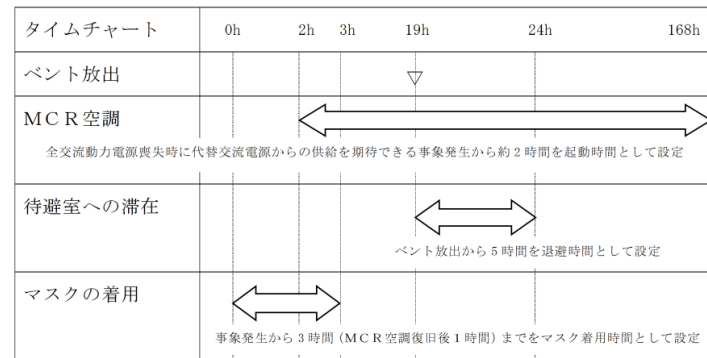 タイムチャート 0h 2h 3h 19h 24h 168h
ベント放出
MCR空調
全交流動力電源喪失時に代替交流電源からの供給を期待できる事象発生から約2時間を起動時間として設定
待避室への滞在
ベント放出から5時間を退避時間として設定
マスクの着用
事象発生から3時間(MCR空調復旧後1時間)までをマスク着用時間として設定